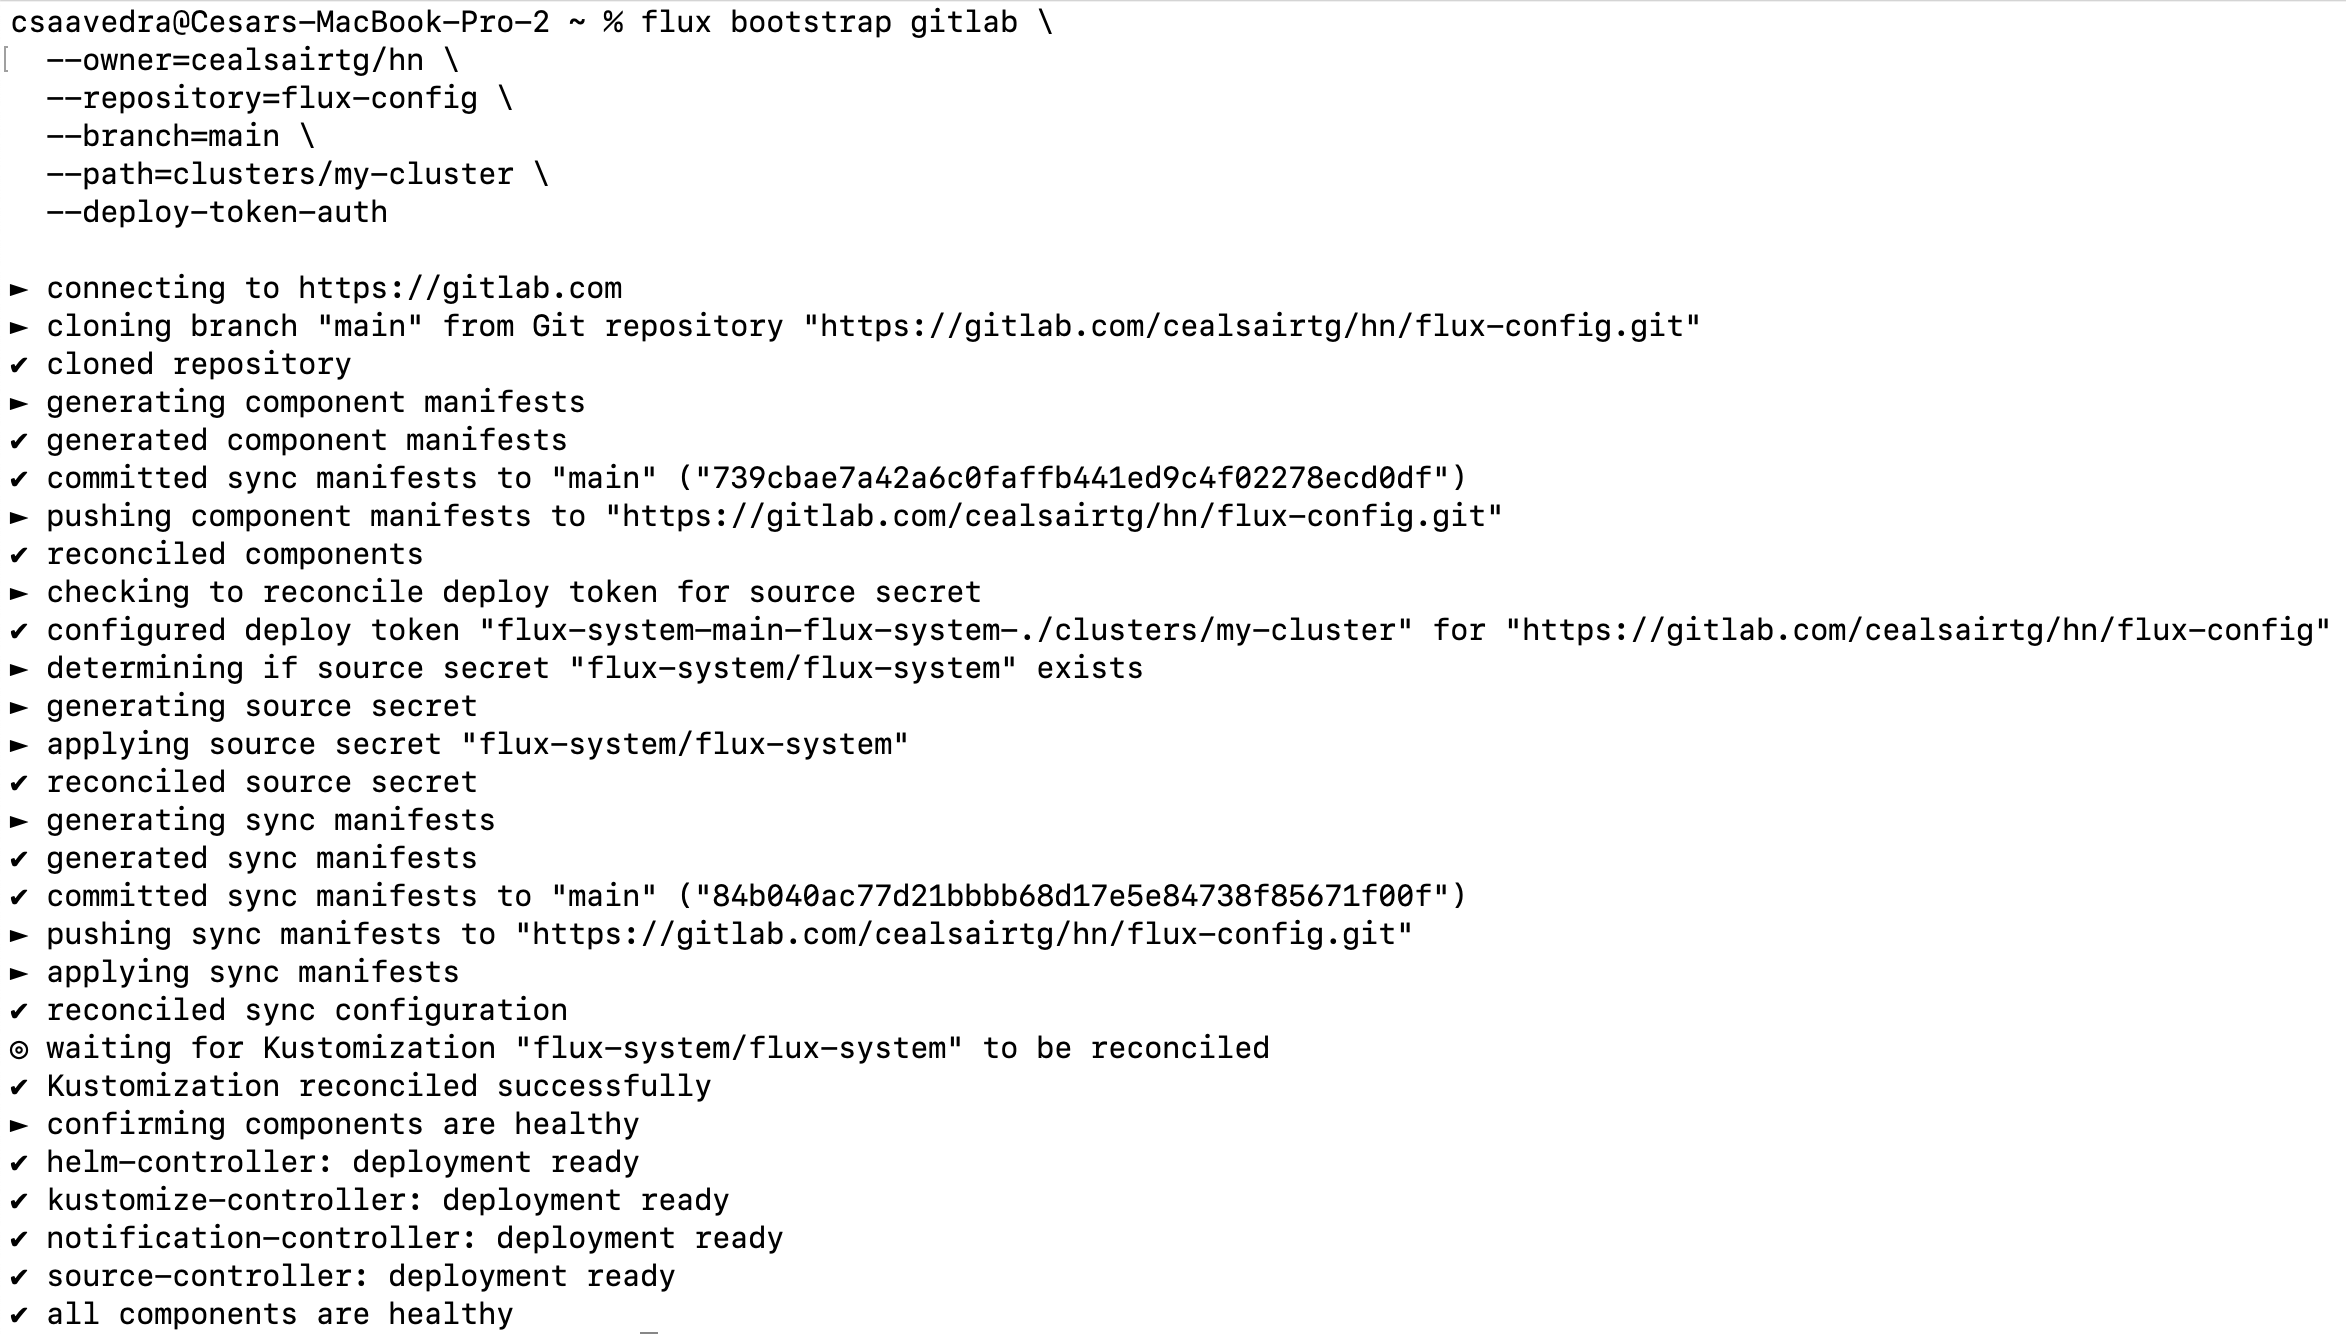 csaavedra@Cesars-MacBook-Pro-2 ~ % flux bootstrap gitlab \
--owner=cealsairtg/hn \
--repository=flux-config \
--branch=main \
--path=clusters/my-cluster \
--deploy-token-auth
► connecting to https://gitlab.com
► cloning branch "main" from Git repository "https://gitlab.com/cealsairtg/hn/flux-config.git"
✔ cloned repository
► generating component manifests
✔ generated component manifests
✔ committed sync manifests to "main" ("739cbae7a42a6c0faffb441ed9c4f02278ecd0df")
► pushing component manifests to "https://gitlab.com/cealsairtg/hn/flux-config.git"
✔ reconciled components
► checking to reconcile deploy token for source secret
✔ configured deploy token "flux-system-main-flux-system-./clusters/my-cluster" for "https://gitlab.com/cealsairtg/hn/flux-config"
► determining if source secret "flux-system/flux-system" exists
► generating source secret
► applying source secret "flux-system/flux-system"
✔ reconciled source secret
► generating sync manifests
✔ generated sync manifests
✔ committed sync manifests to "main" ("84b040ac77d21bbbb68d17e5e84738f85671f00f")
► pushing sync manifests to "https://gitlab.com/cealsairtg/hn/flux-config.git"
► applying sync manifests
✔ reconciled sync configuration
◎ waiting for Kustomization "flux-system/flux-system" to be reconciled
✔ Kustomization reconciled successfully
► confirming components are healthy
✔ helm-controller: deployment ready
✔ kustomize-controller: deployment ready
✔ notification-controller: deployment ready
✔ source-controller: deployment ready
✔ all components are healthy